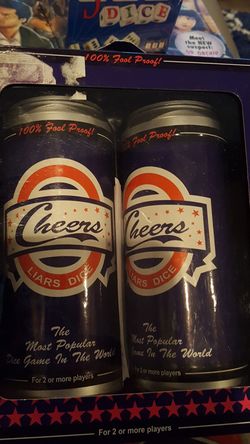 DICE
Meet
the NEW
suspect:
100% Fool Proof!
100% Fool Proof!
Fool Proof!
Cheers
LIARS DICE
The
Most Popular
Dice Game In The World
For 2 or more players
Cheers
LIARS DICE
The
Most Popular
Game In The World
For 2 or more players
For 2 or more players